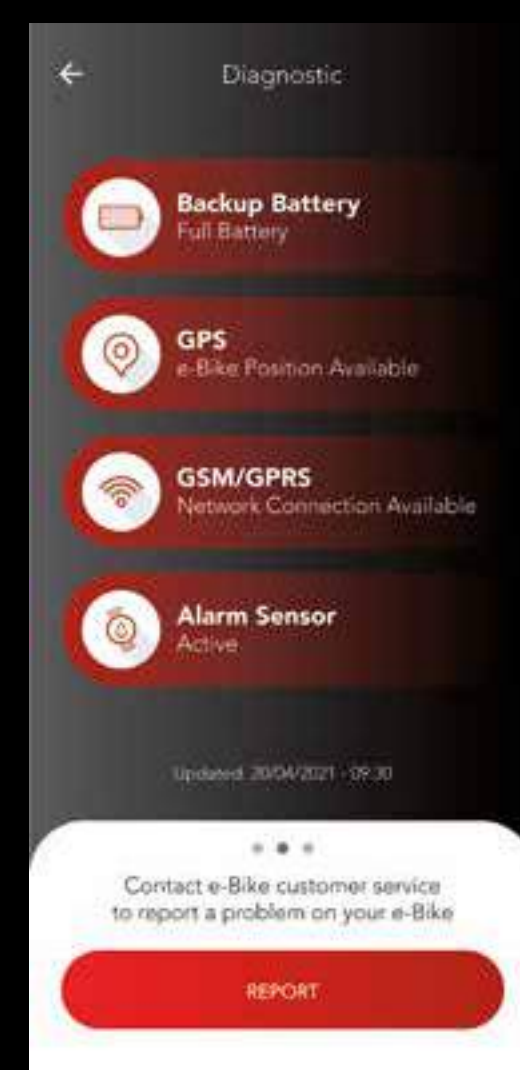 Diagnostic
Backup Battery
Full Battery
GPS
e-Bike Position Available
GSM/GPRS
Network Connection Available
Alarm Sensor
Active
Updated: 20/04/2021 - 09:30
Contact e-Bike customer service
to report a problem on your e-Bike
REPORT